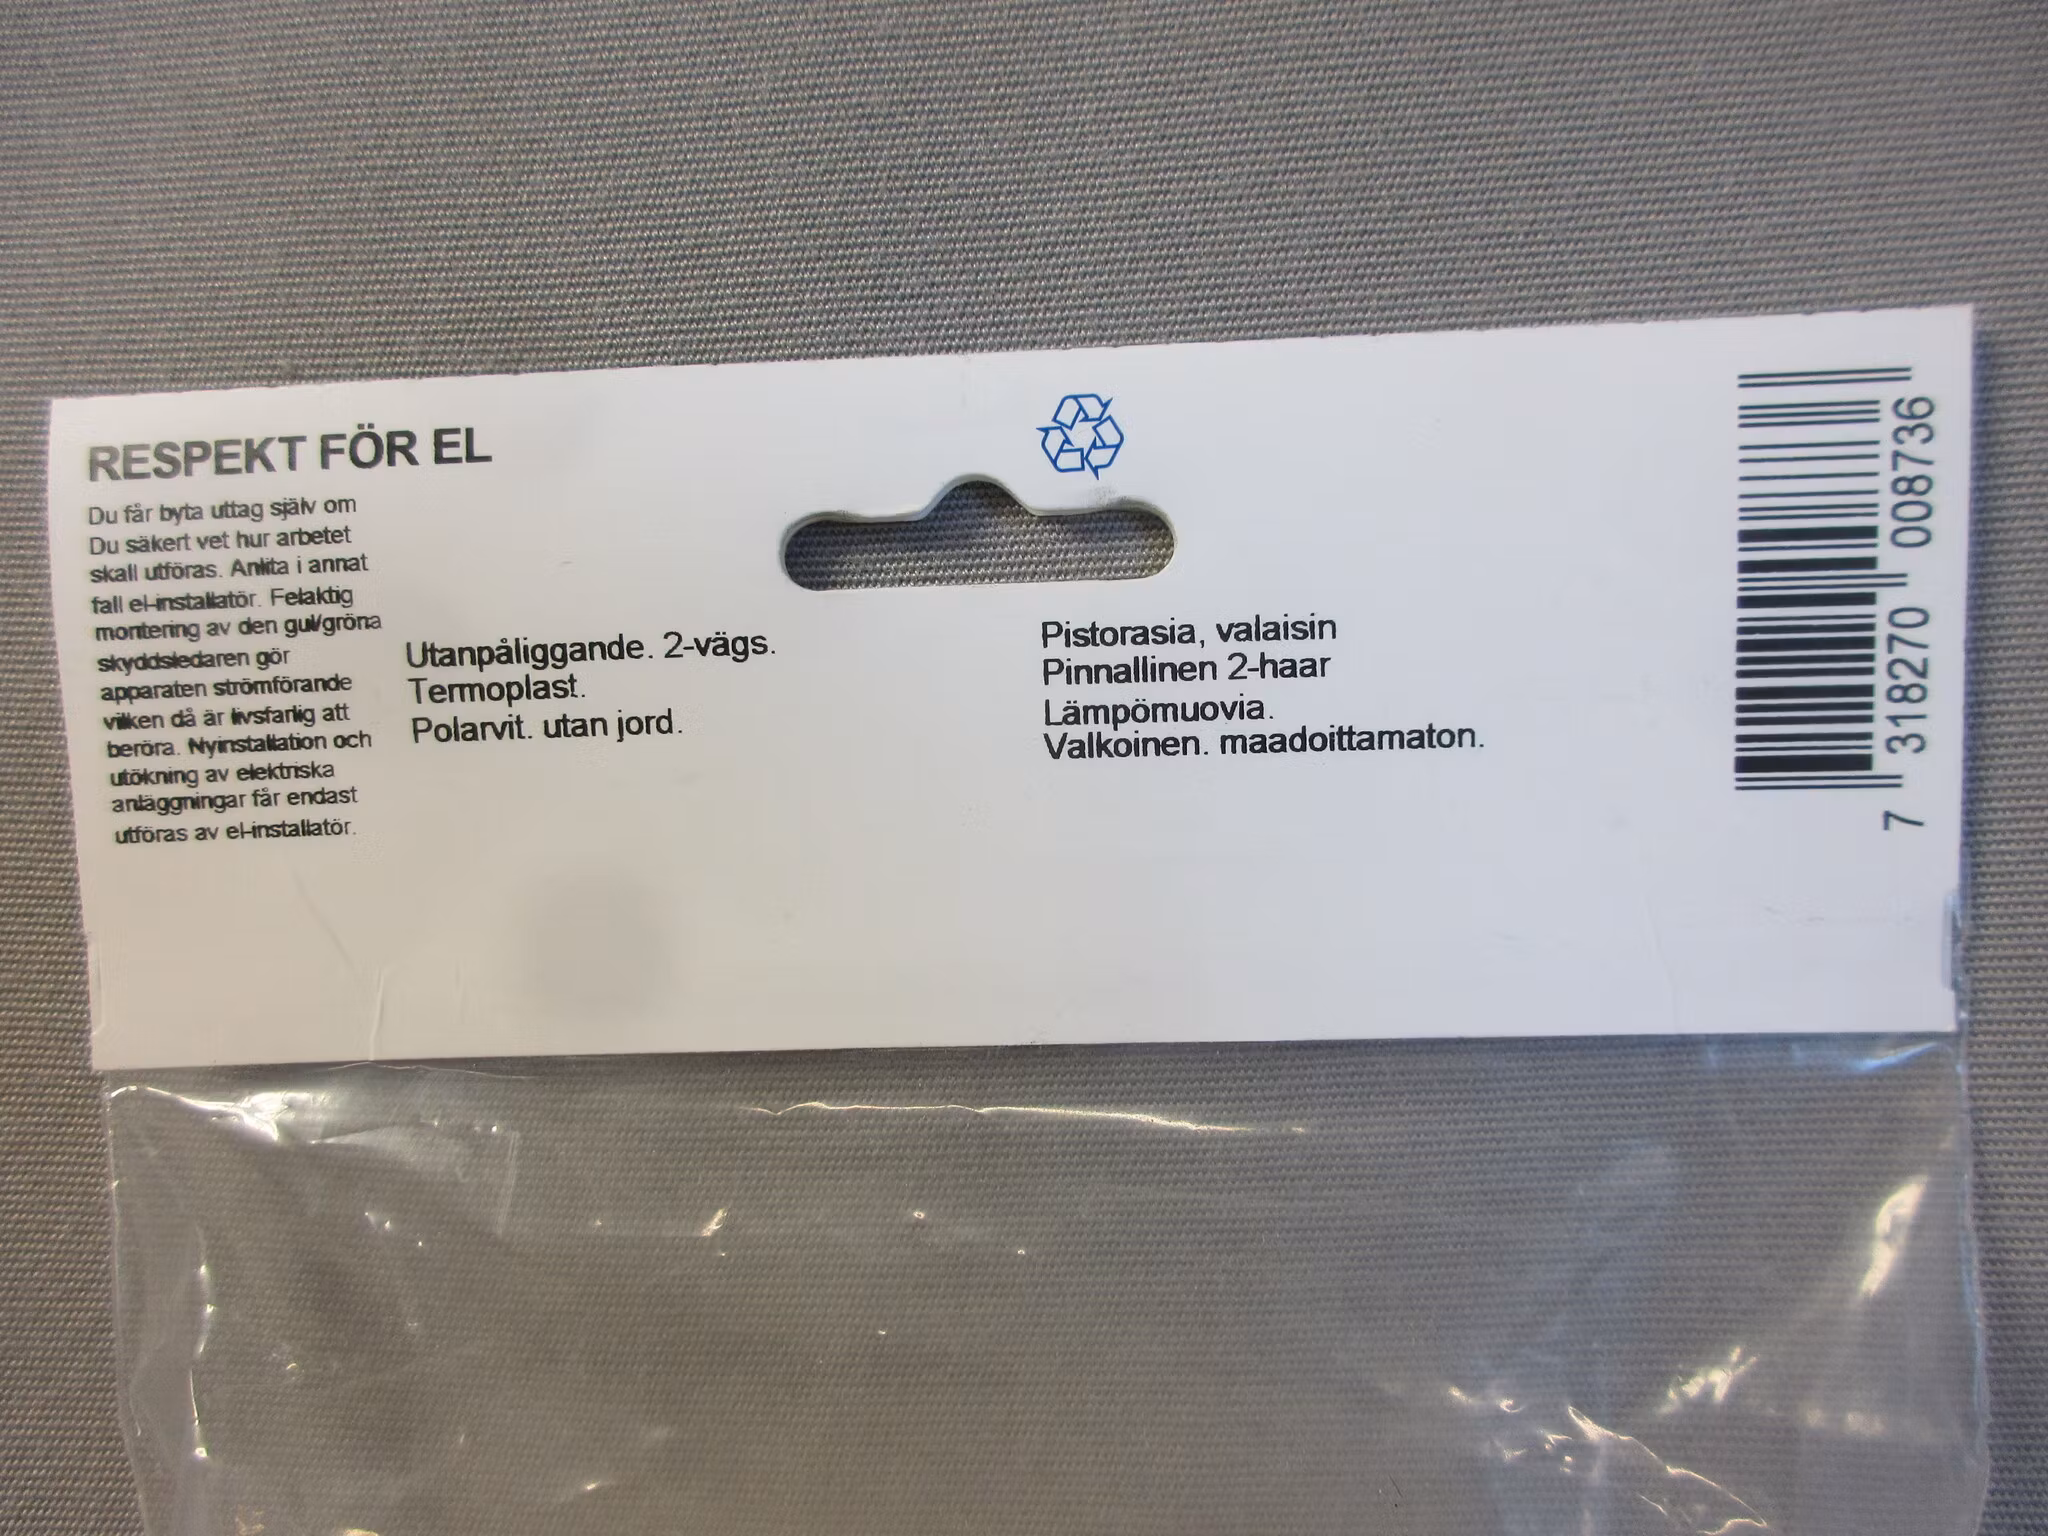 RESPEKT FÖR EL
Du får byta uttag själv om
Du säkert vet hur arbetet
skall utföras. Anlita i annat
fall el-installatör. Felaktig
montering av den gul/gröna
skyddsledaren gör
apparaten strömförande
vilken då är livsfarlig att
beröra. Nyinstallation och
utökning av elektriska
anläggningar får endast
utföras av el-installatör.
Utanpåliggande. 2-vägs.
Termoplast.
Polarvit. utan jord.
Pistorasia, valaisin
Pinnallinen 2-haar
Lämpömuovia.
Valkoinen. maadoittamaton.
7 318270 008736